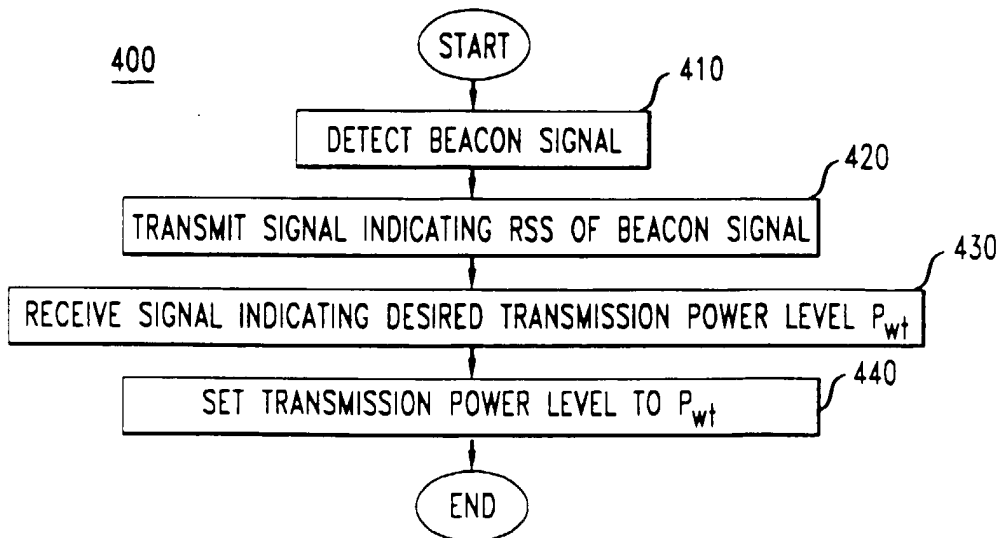 400
START
410
DETECT BEACON SIGNAL
420
TRANSMIT SIGNAL INDICATING RSS OF BEACON SIGNAL
430
RECEIVE SIGNAL INDICATING DESIRED TRANSMISSION POWER LEVEL Pwt
440
SET TRANSMISSION POWER LEVEL TO Pwt
END